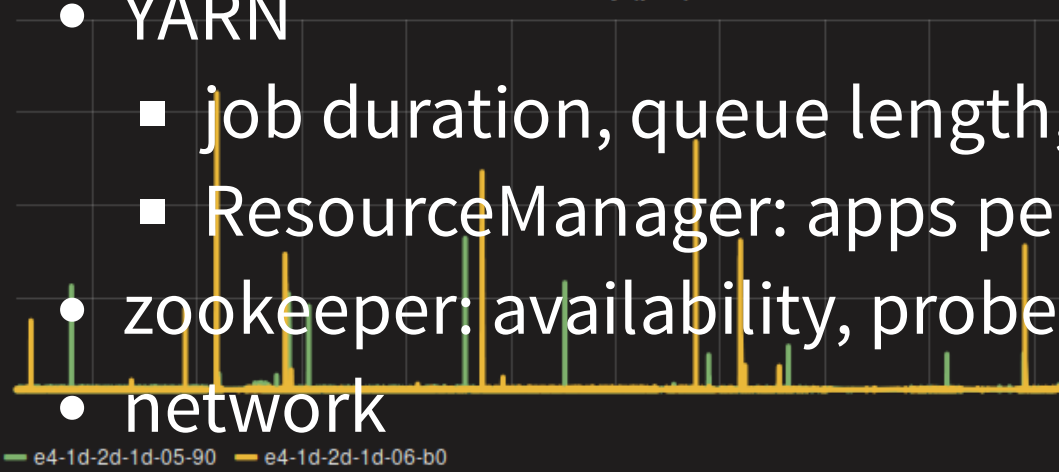 • YARN
▪ job duration, queue length,
▪ ResourceManager: apps pe
• zookeeper: availability, probe
• network
e4-1d-2d-1d-05-90 e4-1d-2d-1d-06-b0